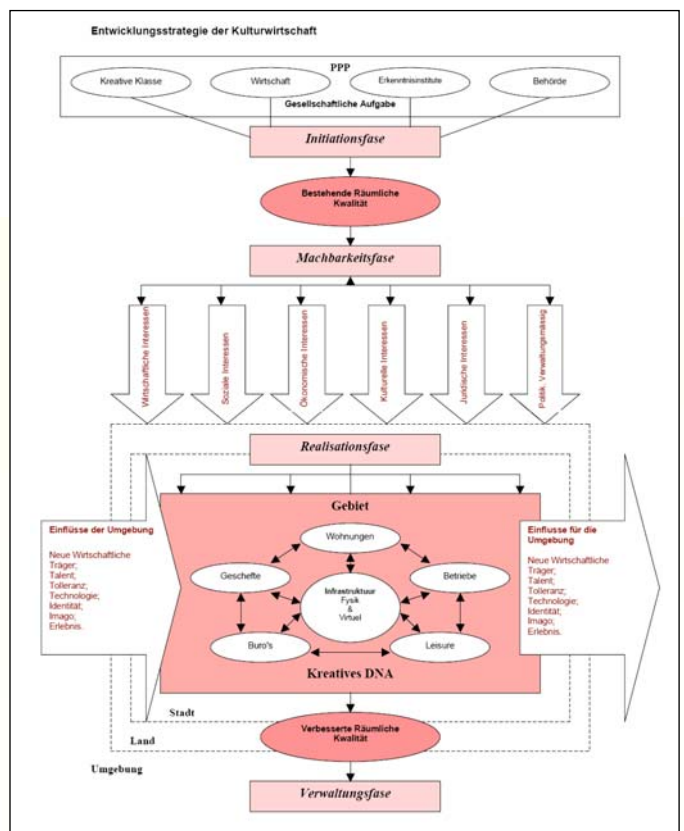 Entwicklungsstrategie der Kulturwirtschaft
PPP
Kreative Klasse
Wirtschaft
Erkenntnisinstitute
Behörde
Gesellschaftliche Aufgabe
Initiationsfase
Bestehende Räumliche
Kwalität
Machbarkeitsfase
Wirtschaftliche Interessen
Soziale Interessen
Ökonomische Interessen
Kulturelle Interessen
Juridische Interessen
Politik. Verwaltungsmässig
Realisationsfase
Gebiet
Einflüsse der Umgebung
Neue Wirtschaftliche
Träger;
Talent;
Tolleranz;
Technologie;
Identität;
Imago;
Erlebnis.
Wohnungen
Geschefte
Betriebe
Infrastruktuur
Fysik
&
Virtuel
Buro's
Leisure
Kreatives DNA
Einflusse für die
Umgebung
Neue Wirtschaftliche
Träger;
Talent;
Tolleranz;
Technologie;
Identität;
Imago;
Erlebnis.
Stadt
Land
Umgebung
Verbesserte Räumliche
Kwalität
Verwaltungsfase